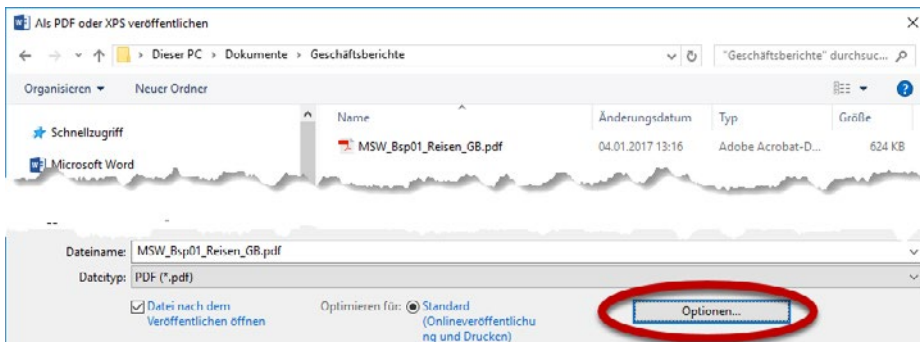 Als PDF oder XPS veröffentlichen
Dieser PC > Dokumente > Geschäftsberichte
"Geschäftsberichte" durchsuc...
Organisieren Neuer Ordner
Name Änderungsdatum Typ Größe
Schnellzugriff
MSW_Bsp01_Reisen_GB.pdf 04.01.2017 13:16 Adobe Acrobat-D... 624 KB
Microsoft Word
Dateiname: MSW_Bsp01_Reisen_GB.pdf
Dateityp: PDF (*.pdf)
Datei nach dem
Veröffentlichen öffnen
Optimieren für: Standard
(Onlineveröffentlichu
ng und Drucken)
Optionen...